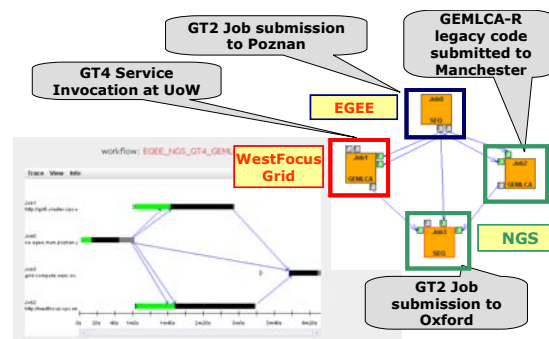 GT2 Job submission
to Poznan
GEMLCA-R
legacy code
submitted to
Manchester
GT4 Service
Invocation at UoW
EGEE
Job0
SEQ
workflow: EGEE_NGS_GT4_GEML
WestFocus
Grid
Job1
GEMLCA
Job2
GEMLCA
Trace View Info
Job1
Job2
Job3
SEQ
NGS
0s 20s 40s 1m0s 1m20s 1m40s 2m20s 3m0s 3m40s 4m20s
GT2 Job
submission to
Oxford